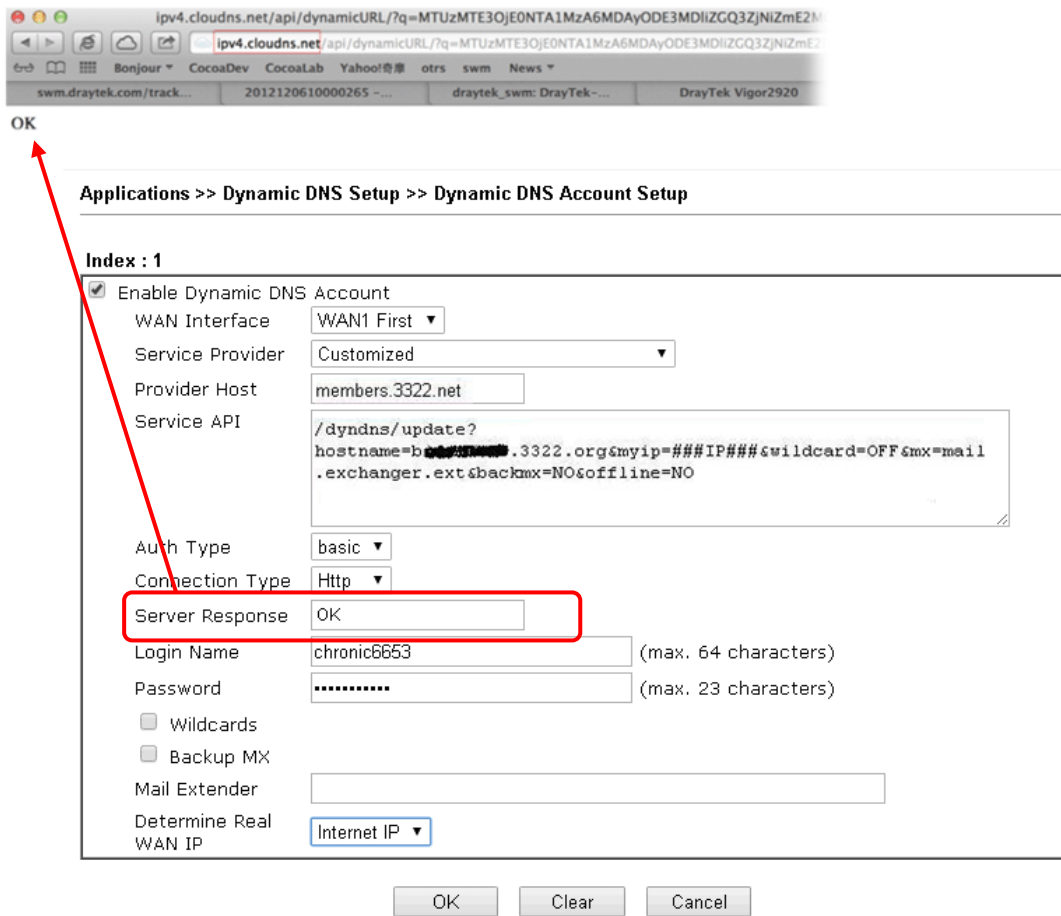 ipv4.cloudns.net/api/dynamicURL/?q=MTUzMTE3OjE0NTA1MzA6MDAyODE3MDliZGQ3ZjNiZmE2M
ipv4.cloudns.net/api/dynamicURL/?q=MTUzMTE3OjE0NTA1MzA6MDAyODE3MDliZGQ3ZjNiZmE2
Bonjour CocoaDev CocoaLab Yahoo!奇摩 otrs swm News
swm.draytek.com/track... 2012120610000265 –... draytek_swm: DrayTek–... DrayTek Vigor2920
OK
Applications >> Dynamic DNS Setup >> Dynamic DNS Account Setup
Index : 1
Enable Dynamic DNS Account
WAN Interface WAN1 First
Service Provider Customized
Provider Host members.3322.net
Service API /dyndns/update?
hostname=b .3322.org&myip=###IP###&wildcard=OFF&mx=mail
.exchanger.ext&backmx=NO&offline=NO
Auth Type basic
Connection Type Http
Server Response OK
Login Name chronic6653 (max. 64 characters)
Password ••••••••••• (max. 23 characters)
Wildcards
Backup MX
Mail Extender
Determine Real
WAN IP Internet IP
OK Clear Cancel